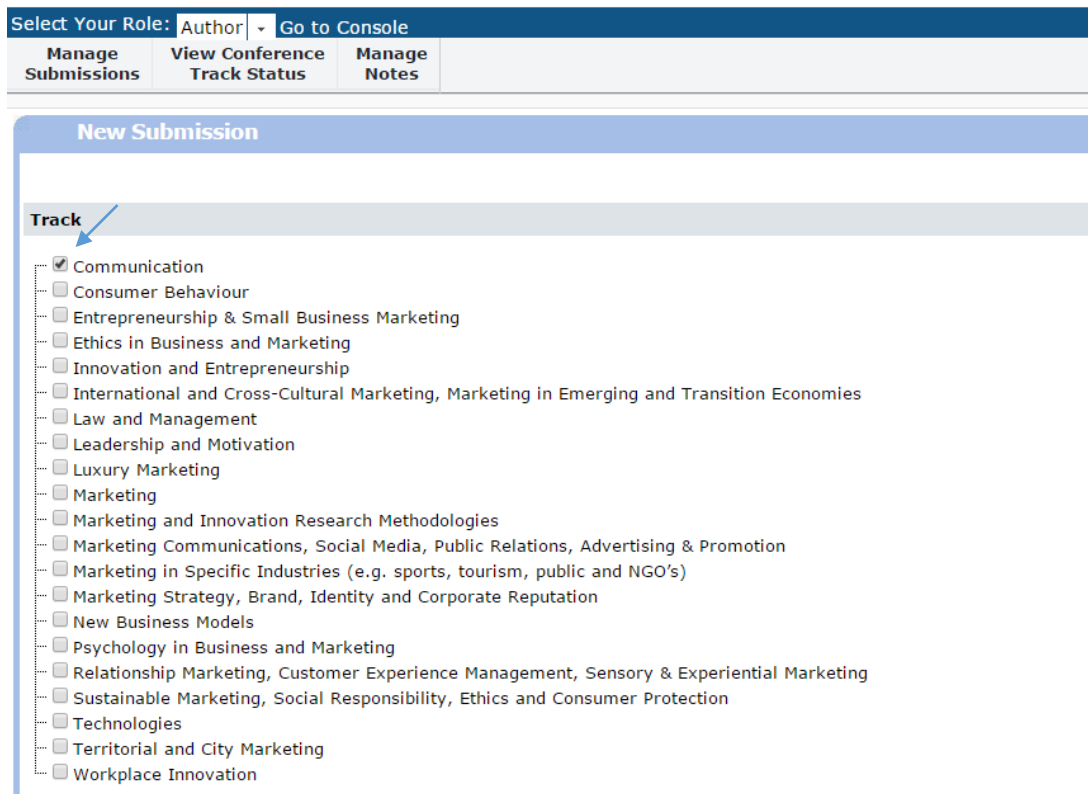 Select Your Role: Author Go to Console
Manage Submissions View Conference Track Status Manage Notes
New Submission
Track
Communication
Consumer Behaviour
Entrepreneurship & Small Business Marketing
Ethics in Business and Marketing
Innovation and Entrepreneurship
International and Cross-Cultural Marketing, Marketing in Emerging and Transition Economies
Law and Management
Leadership and Motivation
Luxury Marketing
Marketing
Marketing and Innovation Research Methodologies
Marketing Communications, Social Media, Public Relations, Advertising & Promotion
Marketing in Specific Industries (e.g. sports, tourism, public and NGO’s)
Marketing Strategy, Brand, Identity and Corporate Reputation
New Business Models
Psychology in Business and Marketing
Relationship Marketing, Customer Experience Management, Sensory & Experiential Marketing
Sustainable Marketing, Social Responsibility, Ethics and Consumer Protection
Technologies
Territorial and City Marketing
Workplace Innovation